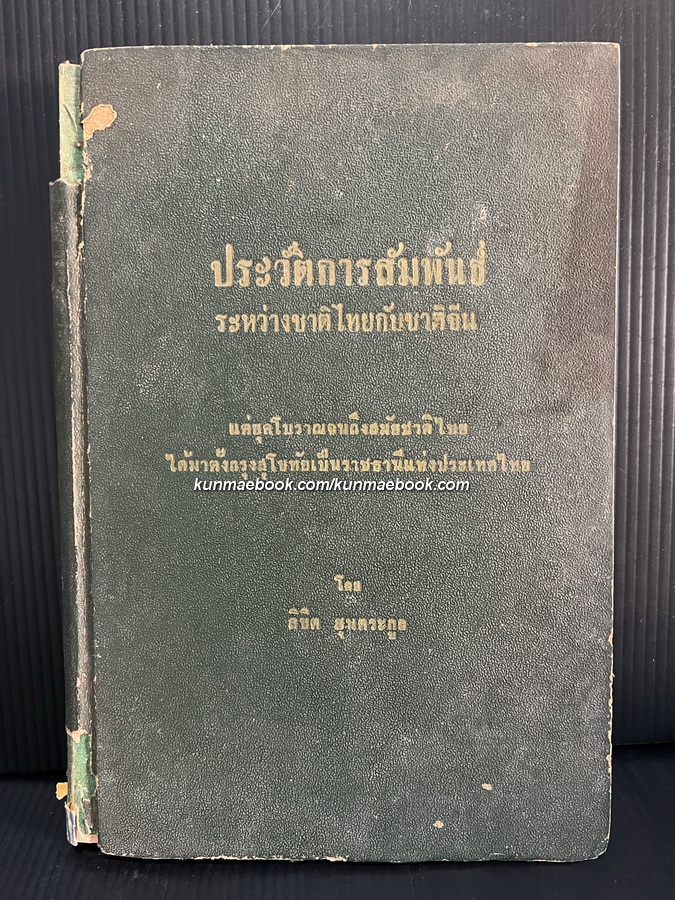 ประวัติการสัมพันธ์
ระหว่างชาติไทยกับชาติจีน
แต่ยุคโบราณจนถึงสมัยชาติไทย
ได้มาตั้งกรุงสุโขทัยเป็นราชธานีแห่งประเทศไทย
kunmaebook.com/kunmaebook.com
โดย
ลิขิต ฮุนตระกูล